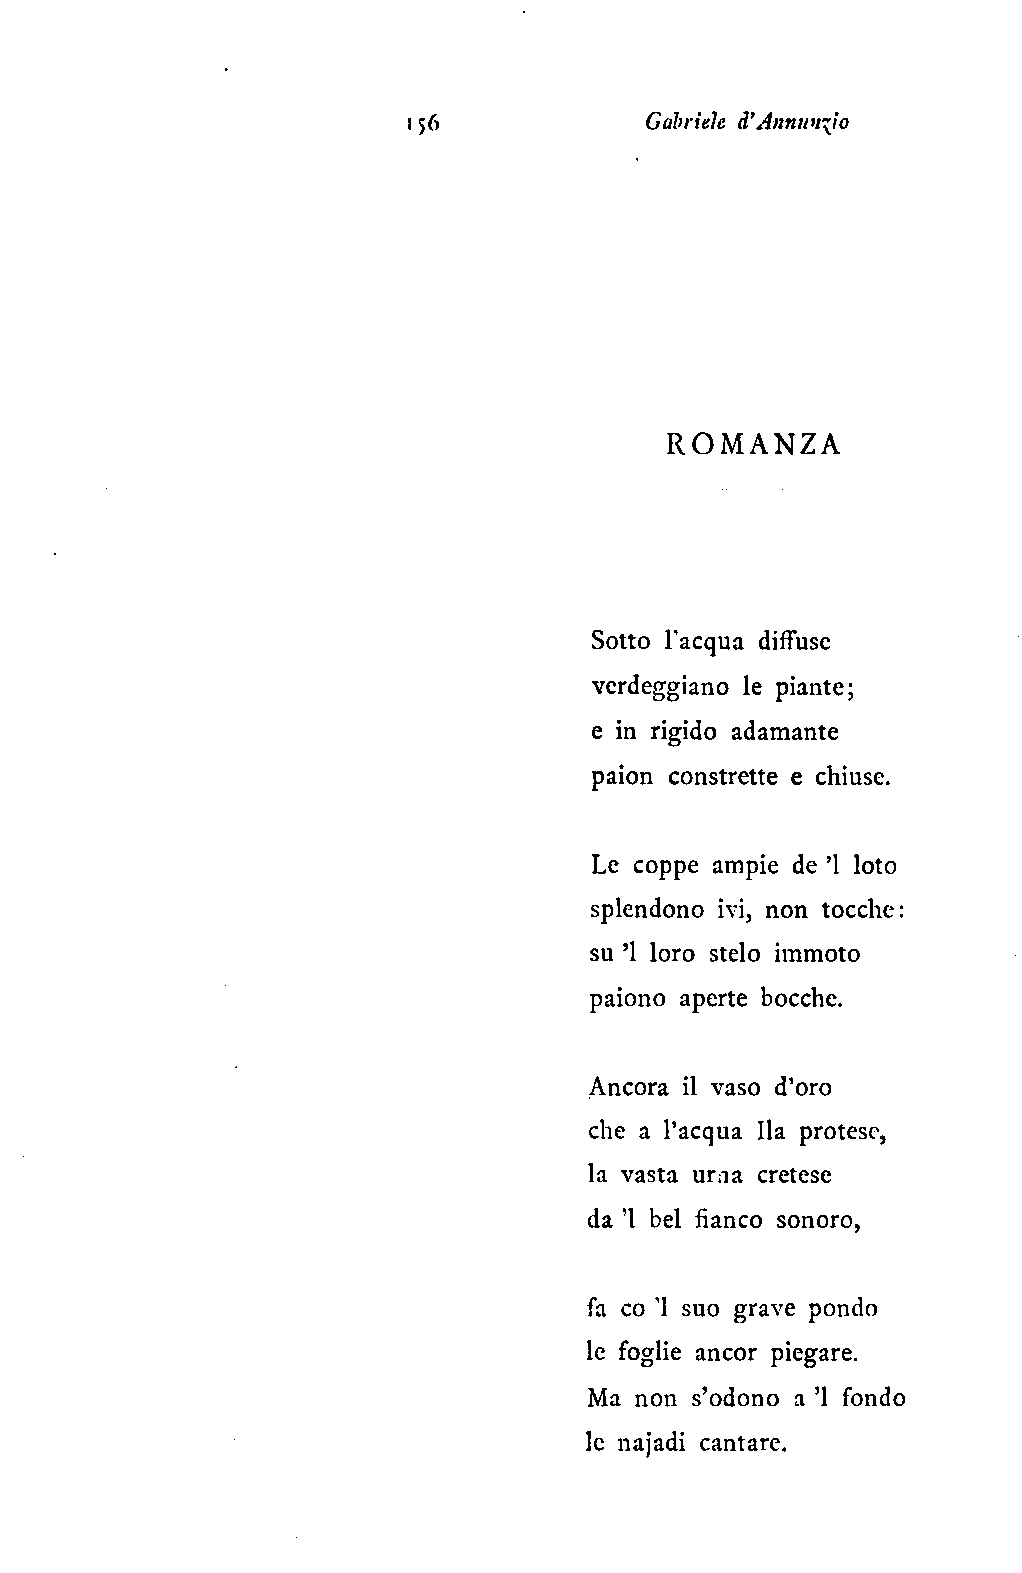 156 Gabriele d'Annunzio
ROMANZA
Sotto l'acqua diffuse
verdeggiano le piante;
e in rigido adamante
paion constrette e chiuse.
Le coppe ampie de 'l loto
splendono ivi, non tocche:
su 'l loro stelo immoto
paiono aperte bocche.
Ancora il vaso d'oro
che a l'acqua Ila protese,
la vasta urna cretese
da 'l bel fianco sonoro,
fa co 'l suo grave pondo
le foglie ancor piegare.
Ma non s'odono a 'l fondo
le najadi cantare.